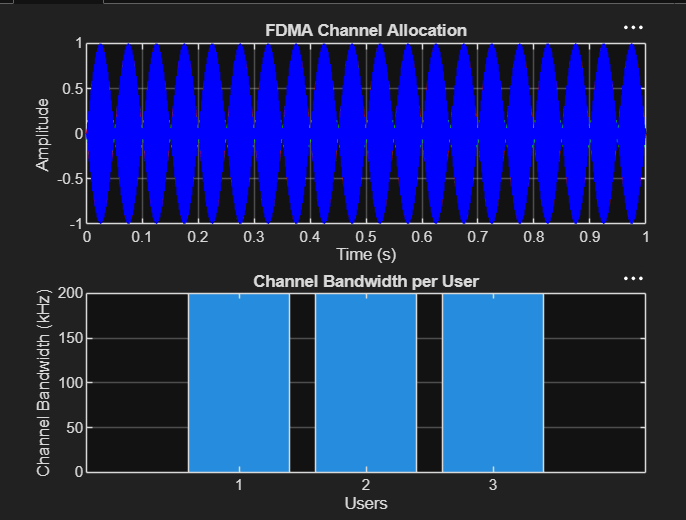 FDMA Channel Allocation
1
0.5
0
-0.5
-1
Amplitude
0 0.1 0.2 0.3 0.4 0.5 0.6 0.7 0.8 0.9 1
Time (s)
Channel Bandwidth per User
200
150
100
50
0
Channel Bandwidth (kHz)
1 2 3
Users